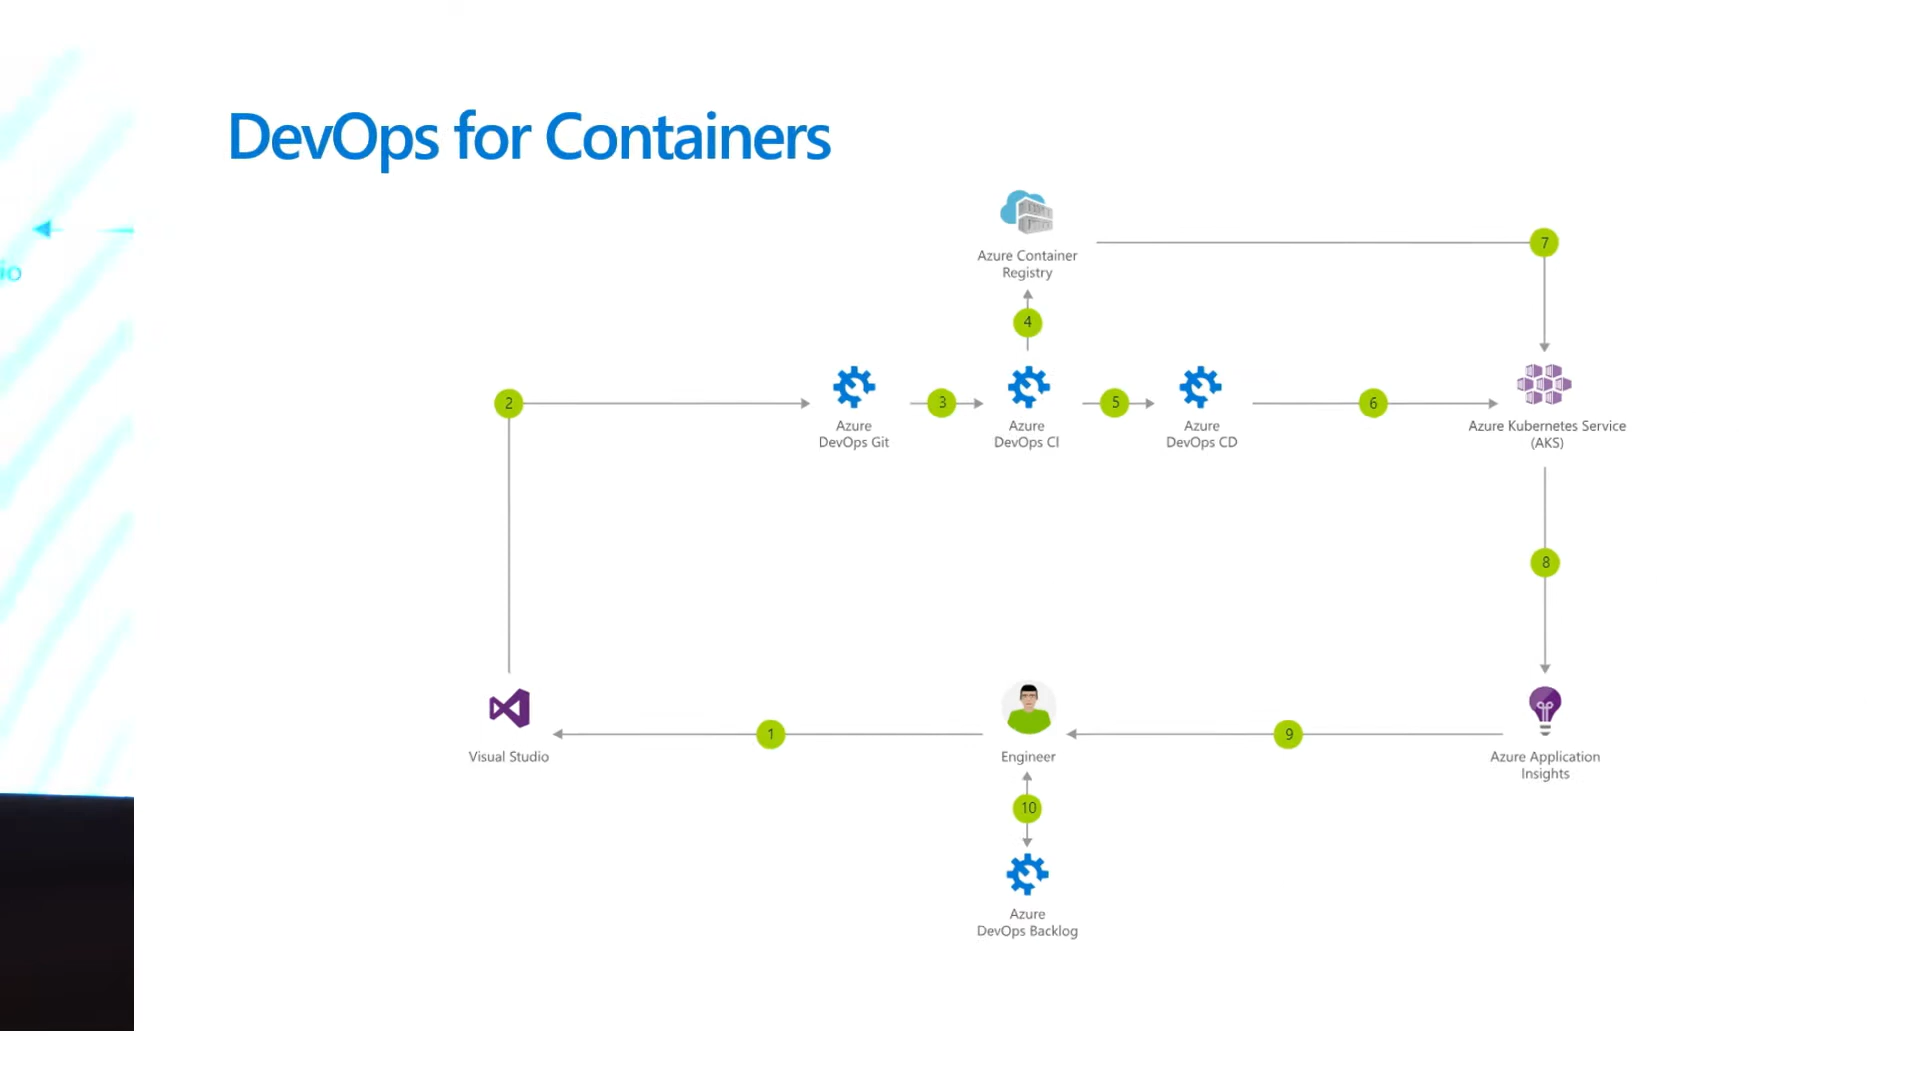 DevOps for Containers
Azure Container
Registry
7
4
2
3
5
6
Azure
DevOps Git
Azure
DevOps CI
Azure
DevOps CD
Azure Kubernetes Service
(AKS)
8
Visual Studio
1
Engineer
9
Azure Application
Insights
10
Azure
DevOps Backlog
io